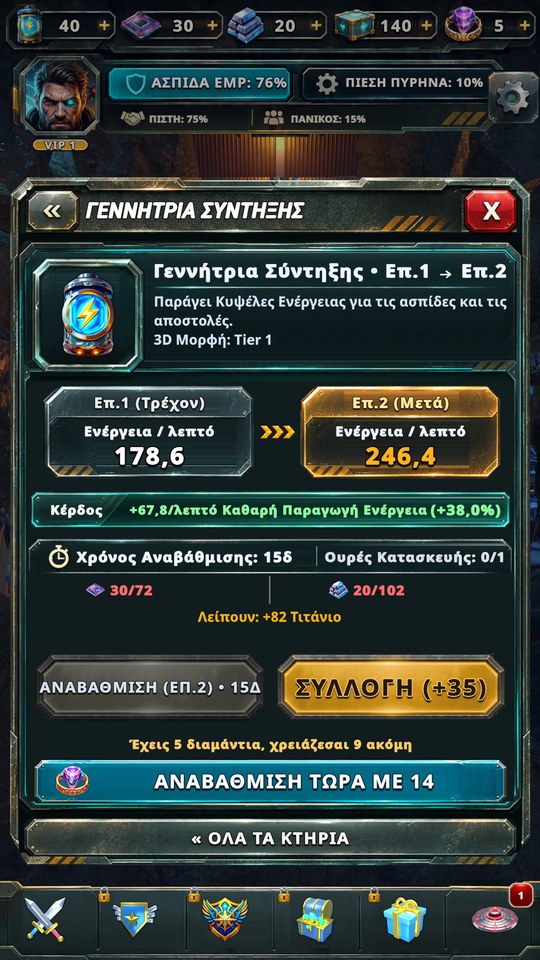 40 + 30 + 20 + 140 + 5 +
ΑΣΠΙΔΑ EMP: 76% ΠΙΕΣΗ ΠΥΡΗΝΑ: 10%
ΠΙΣΤΗ: 75% ΠΑΝΙΚΟΣ: 15%
VIP 1
« ΓΕΝΝΗΤΡΙΑ ΣΥΝΤΗΞΗΣ X
Γεννήτρια Σύντηξης • Επ.1 → Επ.2
Παράγει Κυψέλες Ενέργειας για τις ασπίδες και τις
αποστολές.
3D Μορφή: Tier 1
Επ.1 (Τρέχον) Επ.2 (Μετά)
Ενέργεια / λεπτό Ενέργεια / λεπτό
178,6 246,4
Κέρδος +67,8/λεπτό Καθαρή Παραγωγή Ενέργεια (+38,0%)
Χρόνος Αναβάθμισης: 15δ Ουρές Κατασκευής: 0/1
30/72 20/102
Λείπουν: +82 Τιτάνιο
ΑΝΑΒΑΘΜΙΣΗ (ΕΠ.2) • 15Δ ΣΥΛΛΟΓΗ (+35)
Έχεις 5 διαμάντια, χρειάζεσαι 9 ακόμη
ΑΝΑΒΑΘΜΙΣΗ ΤΩΡΑ ΜΕ 14
« ΟΛΑ ΤΑ ΚΤΗΡΙΑ
1